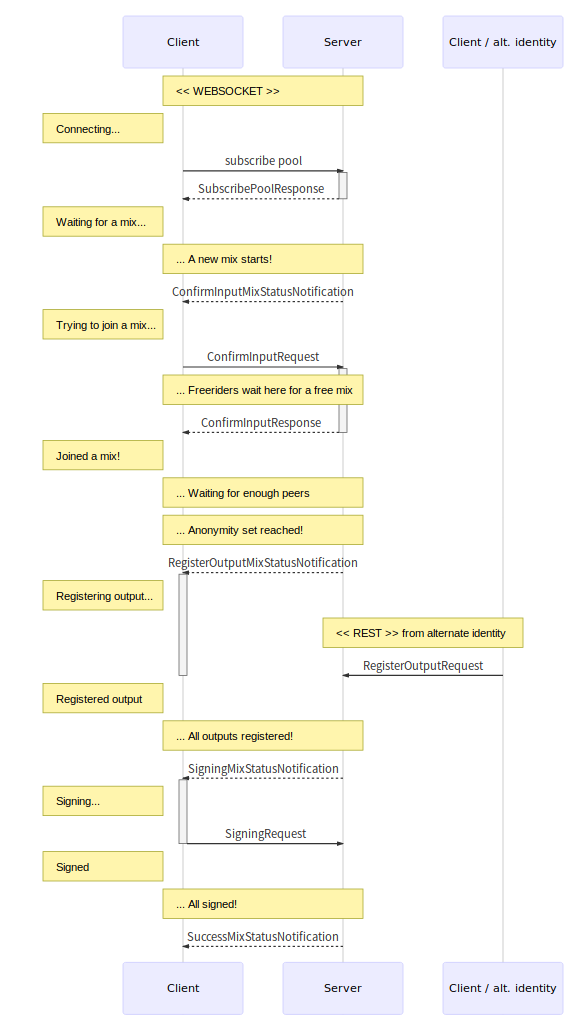 Client
Server
Client / alt. identity
<< WEBSOCKET >>
Connecting...
subscribe pool
SubscribePoolResponse
Waiting for a mix...
... A new mix starts!
ConfirmInputMixStatusNotification
Trying to join a mix...
ConfirmInputRequest
... Freeriders wait here for a free mix
ConfirmInputResponse
Joined a mix!
... Waiting for enough peers
... Anonymity set reached!
RegisterOutputMixStatusNotification
Registering output...
<< REST >> from alternate identity
RegisterOutputRequest
Registered output
... All outputs registered!
SigningMixStatusNotification
Signing...
SigningRequest
Signed
... All signed!
SuccessMixStatusNotification
Client
Server
Client / alt. identity